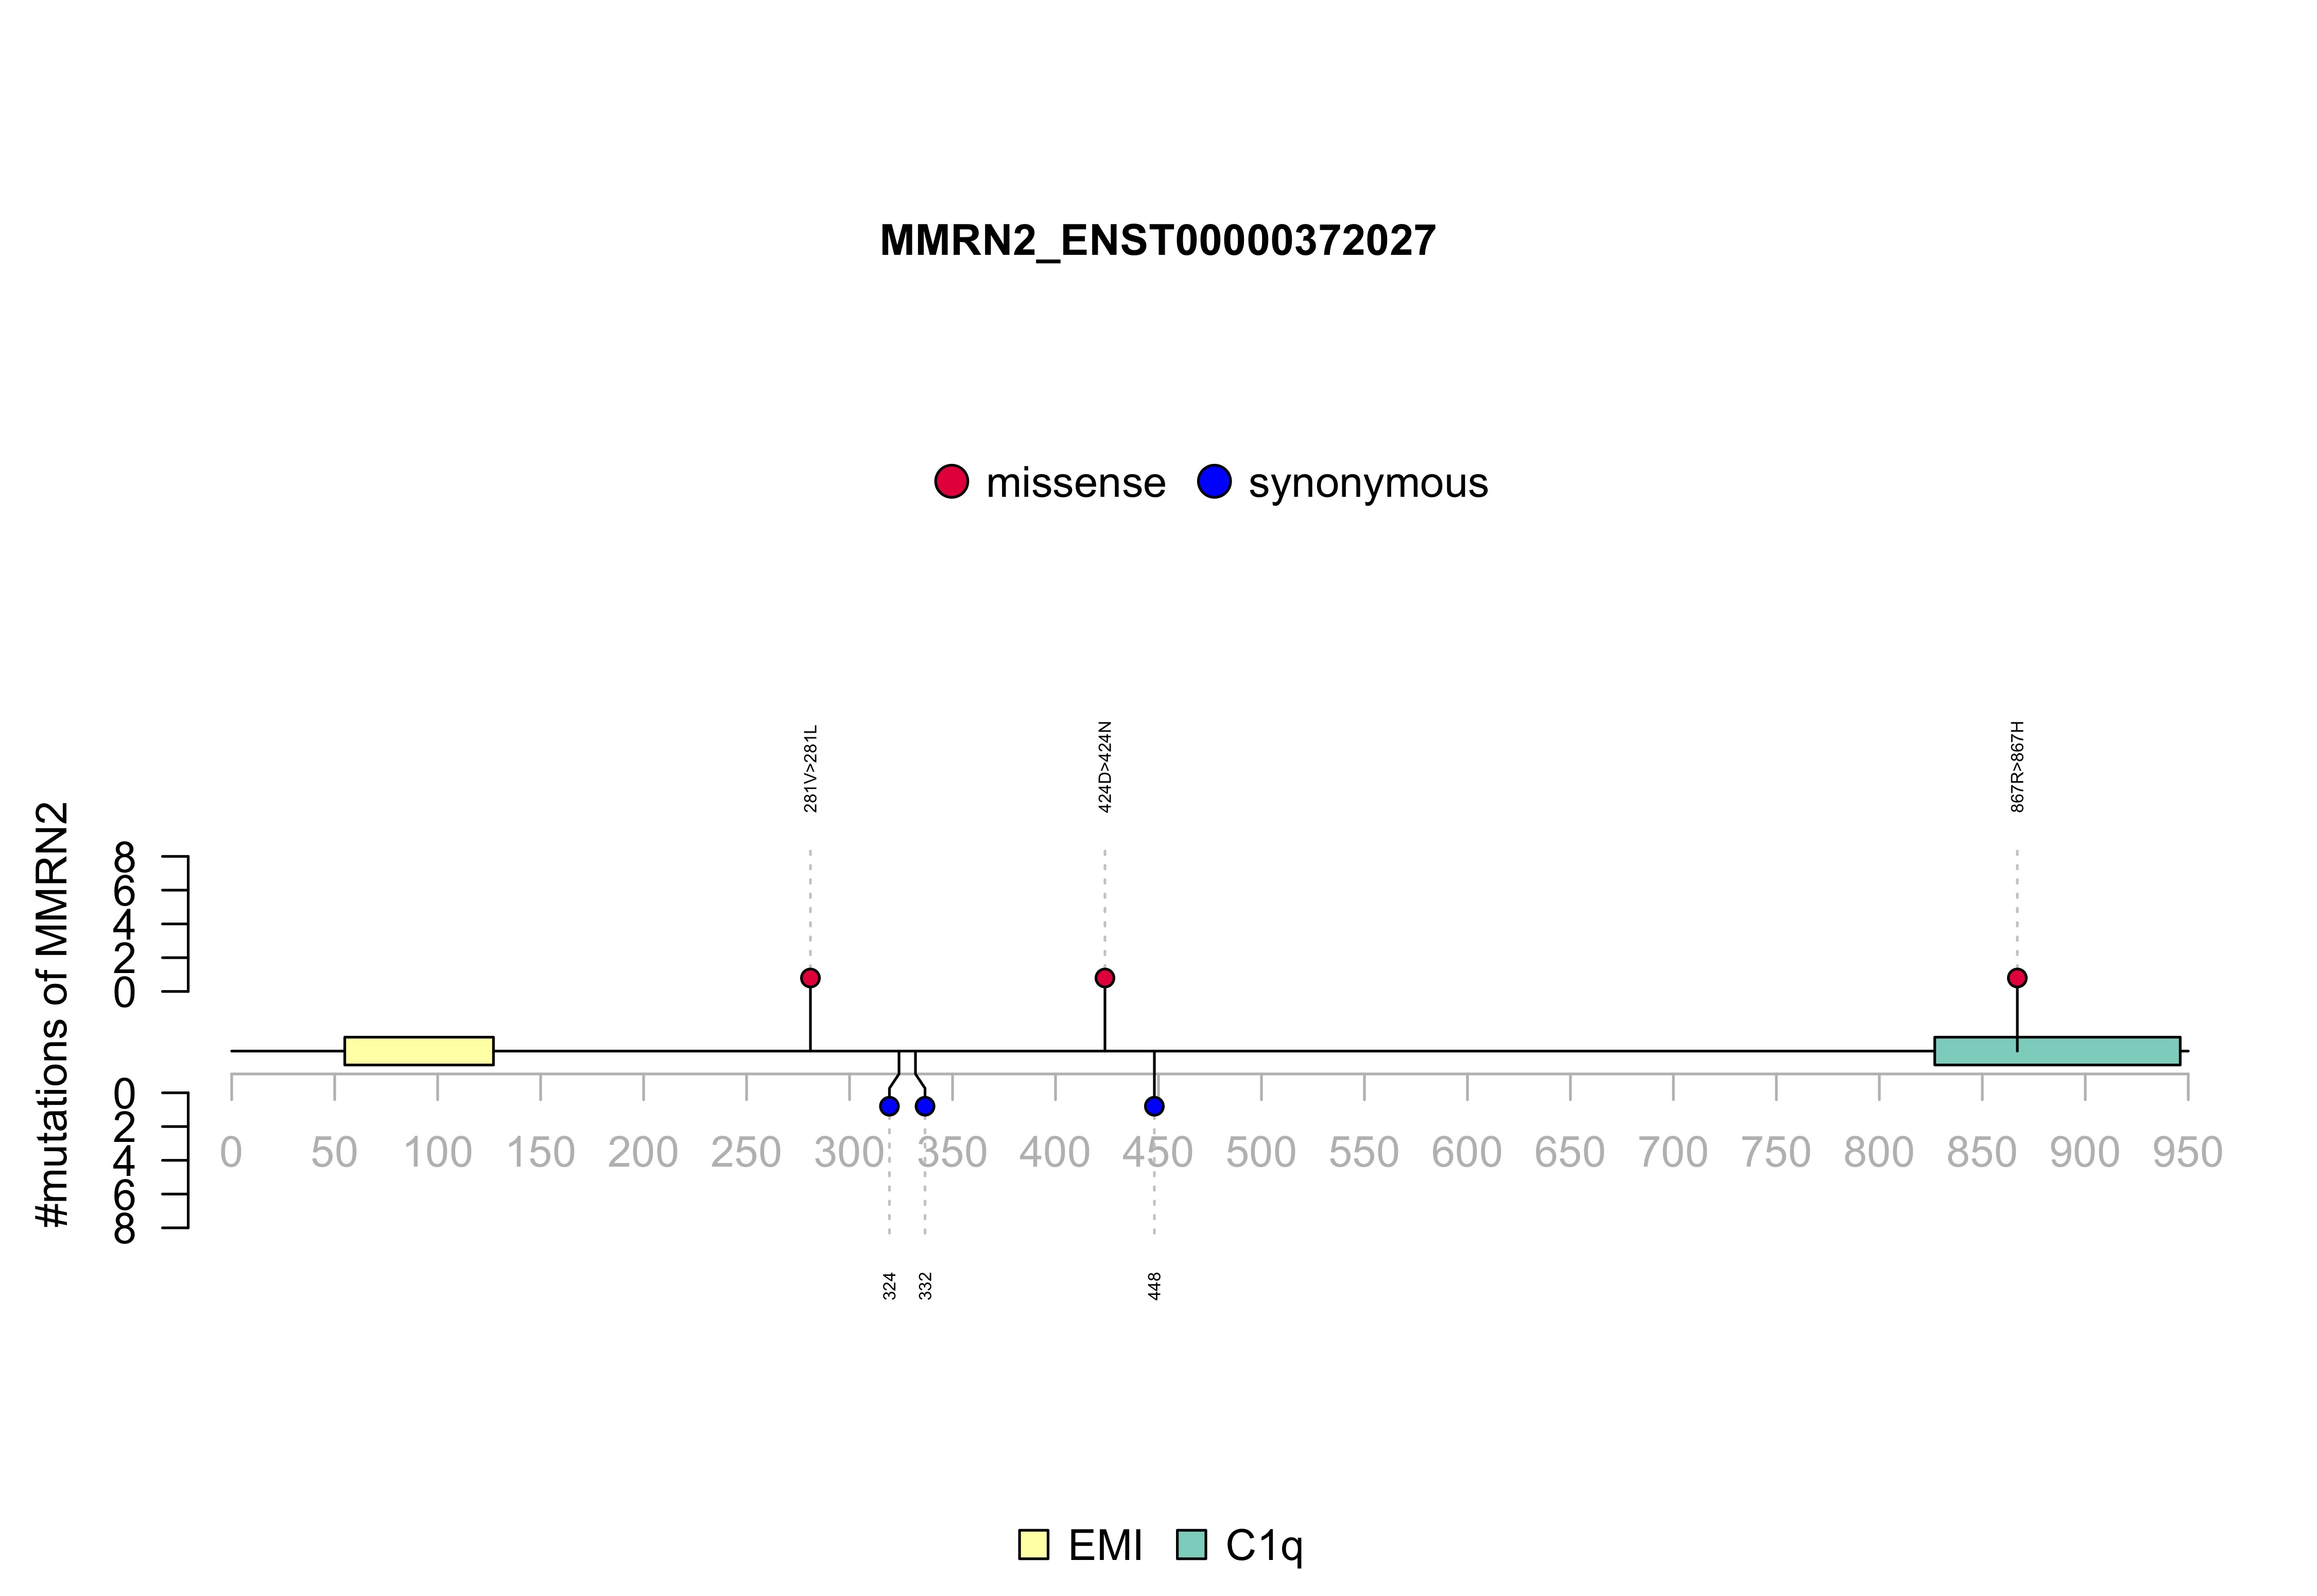 MMRN2_ENST00000372027
missense synonymous
281V>281L 424D>424N 867R>867H
#mutations of MMRN2
8
6
4
2
0
0
2
4
6
8
0 50 100 150 200 250 300 350 400 450 500 550 600 650 700 750 800 850 900 950
324 332 448
EMI C1q